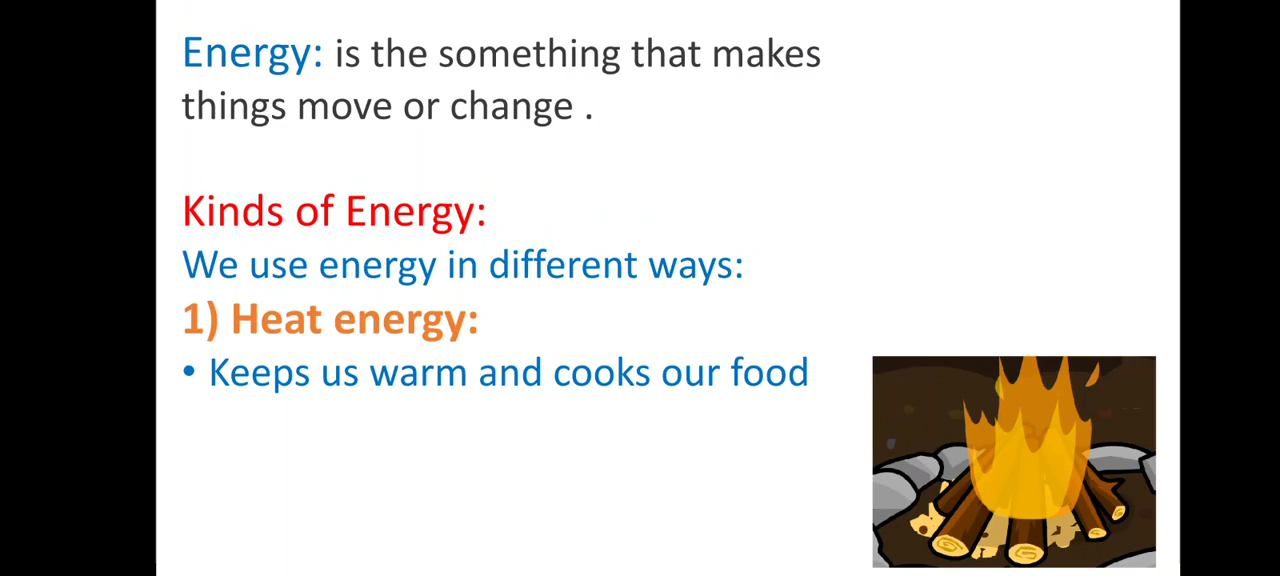 Energy: is the something that makes
things move or change .
Kinds of Energy:
We use energy in different ways:
1) Heat energy:
• Keeps us warm and cooks our food